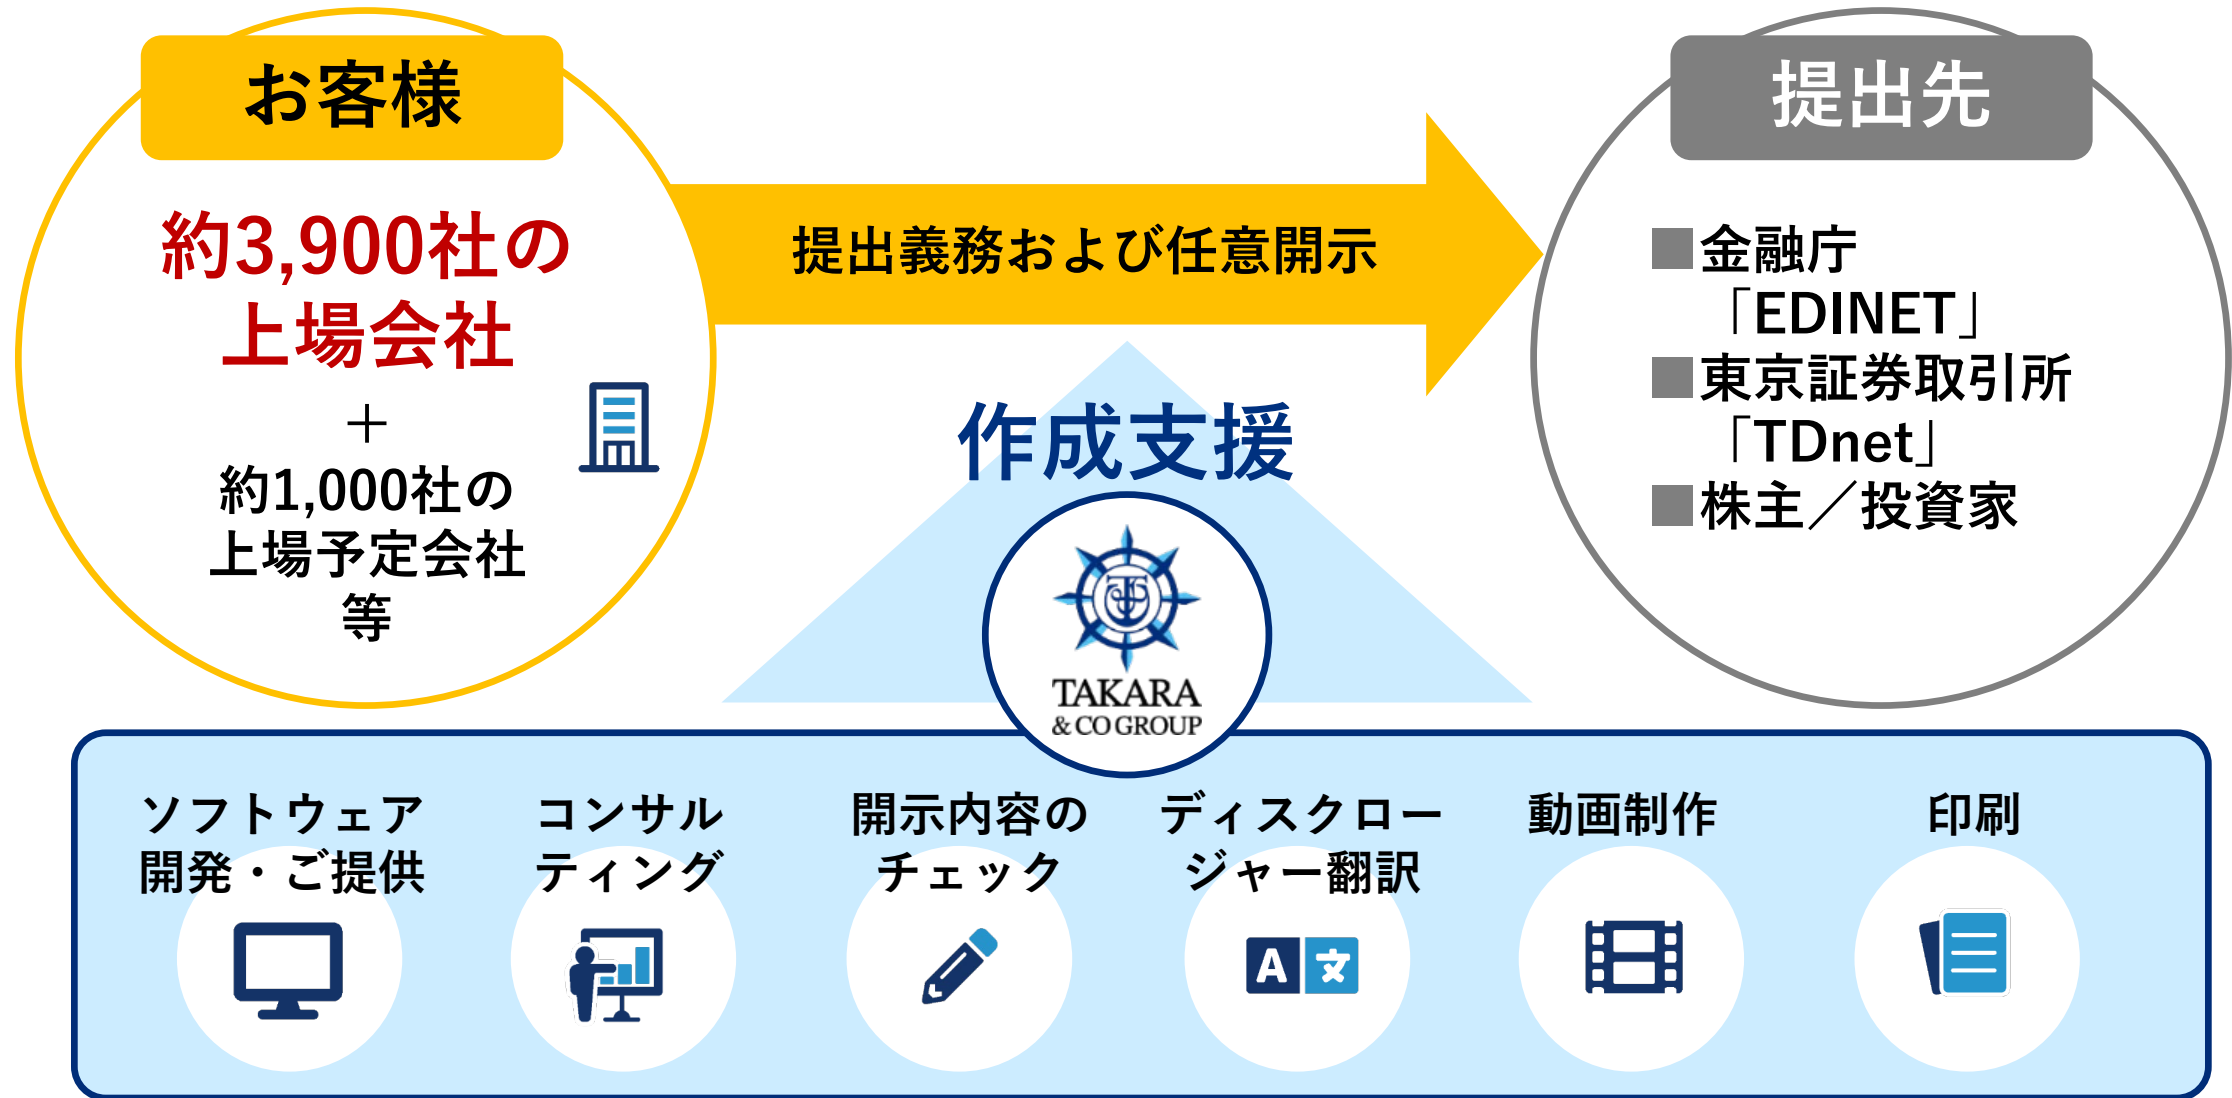 お客様
約3,900社の
上場会社
＋
約1,000社の
上場予定会社
等
提出義務および任意開示
提出先
■金融庁
「EDINET」
■東京証券取引所
「TDnet」
■株主／投資家
作成支援
TAKARA
& CO GROUP
ソフトウェア
開発・ご提供
コンサル
ティング
開示内容の
チェック
ディスクロー
ジャー翻訳
A文
動画制作
印刷